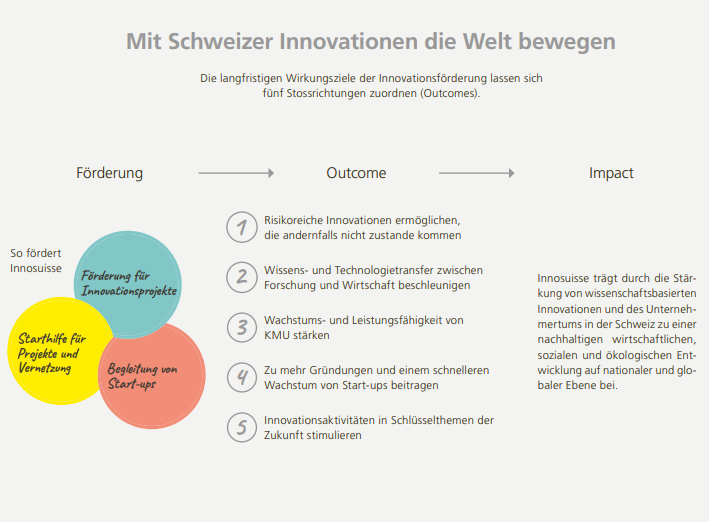 Mit Schweizer Innovationen die Welt bewegen
Die langfristigen Wirkungsziele der Innovationsförderung lassen sich
fünf Stossrichtungen zuordnen (Outcomes).
Förderung
Outcome
Impact
So fördert
Innosuisse
Förderung für
Innovationsprojekte
Starthilfe für
Projekte und
Vernetzung
Begleitung von
Start-ups
1
Risikoreiche Innovationen ermöglichen,
die andernfalls nicht zustande kommen
2
Wissens- und Technologietransfer zwischen
Forschung und Wirtschaft beschleunigen
3
Wachstums- und Leistungsfähigkeit von
KMU stärken
4
Zu mehr Gründungen und einem schnelleren
Wachstum von Start-ups beitragen
5
Innovationsaktivitäten in Schlüsselthemen der
Zukunft stimulieren
Innosuisse trägt durch die Stär-
kung von wissenschaftsbasierten
Innovationen und des Unterneh-
mertums in der Schweiz zu einer
nachhaltigen wirtschaftlichen,
sozialen und ökologischen Ent-
wicklung auf nationaler und glo-
baler Ebene bei.